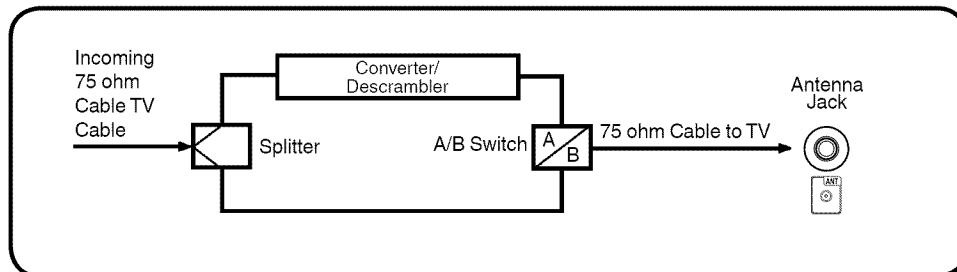 Incoming
75 ohm
Cable TV
Cable
Converter/
Descrambler
Antenna
Jack
Splitter
A/B Switch
A
B
75 ohm Cable to TV
ANT